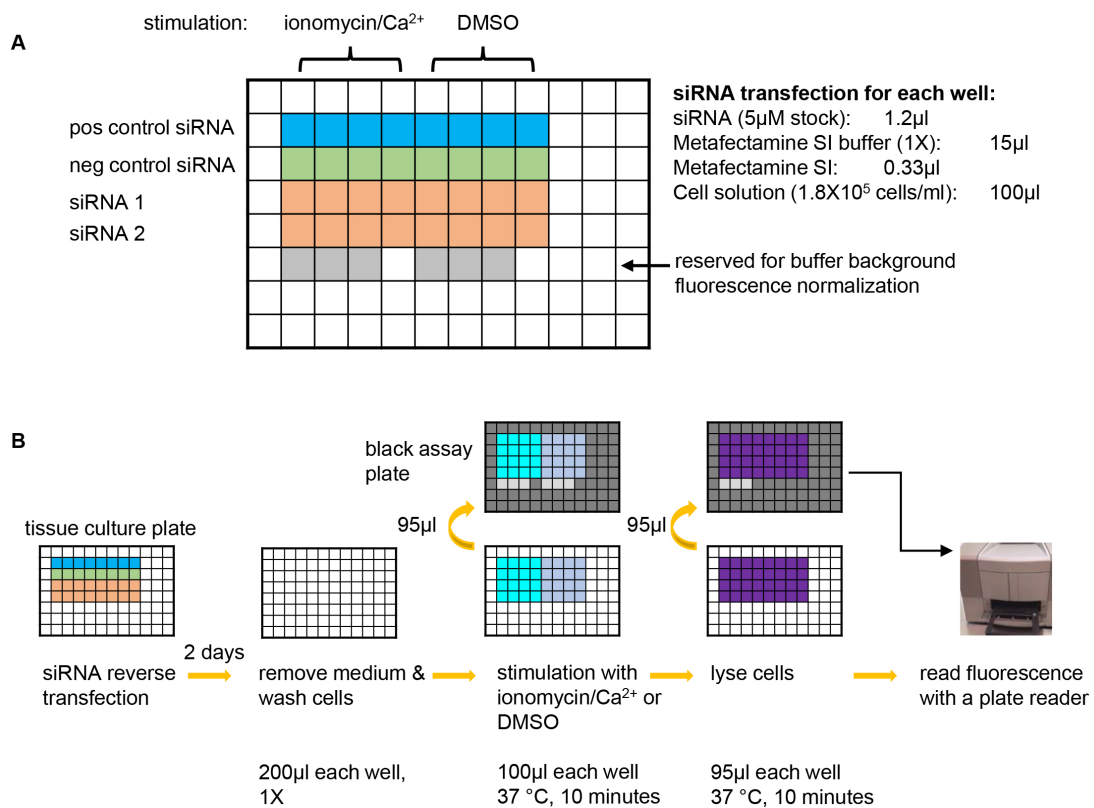 A
stimulation: ionomycin/Ca²⁺ DMSO
pos control siRNA
neg control siRNA
siRNA 1
siRNA 2
siRNA transfection for each well:
siRNA (5µM stock): 1.2µl
Metafectamine SI buffer (1X): 15µl
Metafectamine SI: 0.33µl
Cell solution (1.8X10⁵ cells/ml): 100µl
reserved for buffer background
fluorescence normalization
B
black assay
plate
95µl
95µl
tissue culture plate
siRNA reverse
transfection
2 days
remove medium &
wash cells
stimulation with
ionomycin/Ca²⁺ or
DMSO
lyse cells
read fluorescence
with a plate reader
200µl each well,
1X
100µl each well
37 °C, 10 minutes
95µl each well
37 °C, 10 minutes